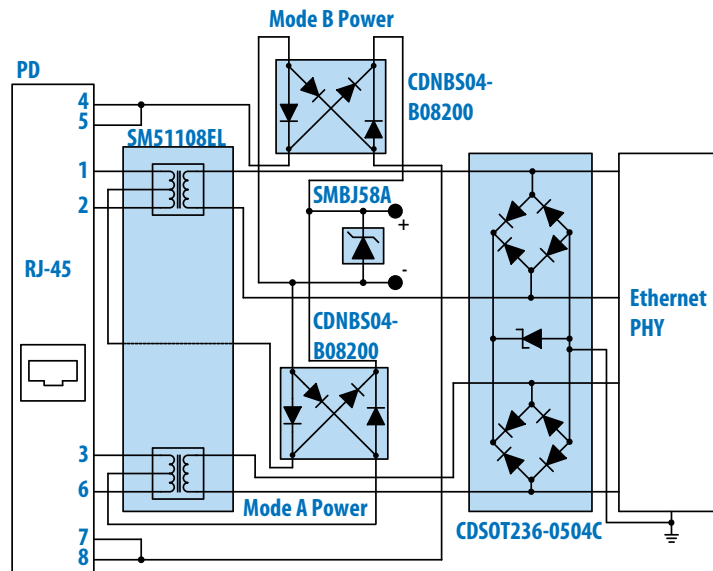 Mode B Power
PD
CDNBS04-
B08200
4
5
SM51108EL
1
2
SMBJ58A
+
-
RJ-45
Ethernet
PHY
CDNBS04-
B08200
3
6
Mode A Power
CDSOT236-0504C
7
8